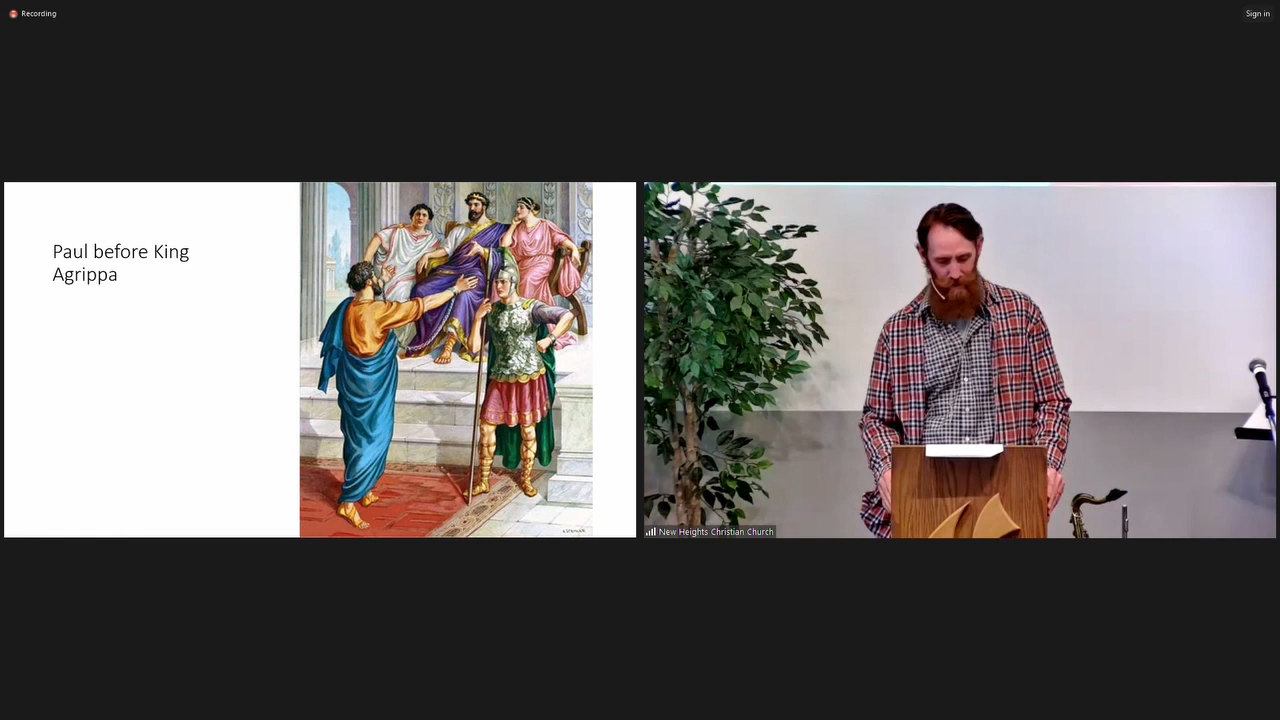 Recording
Sign in
Paul before King
Agrippa
New Heights Christian Church